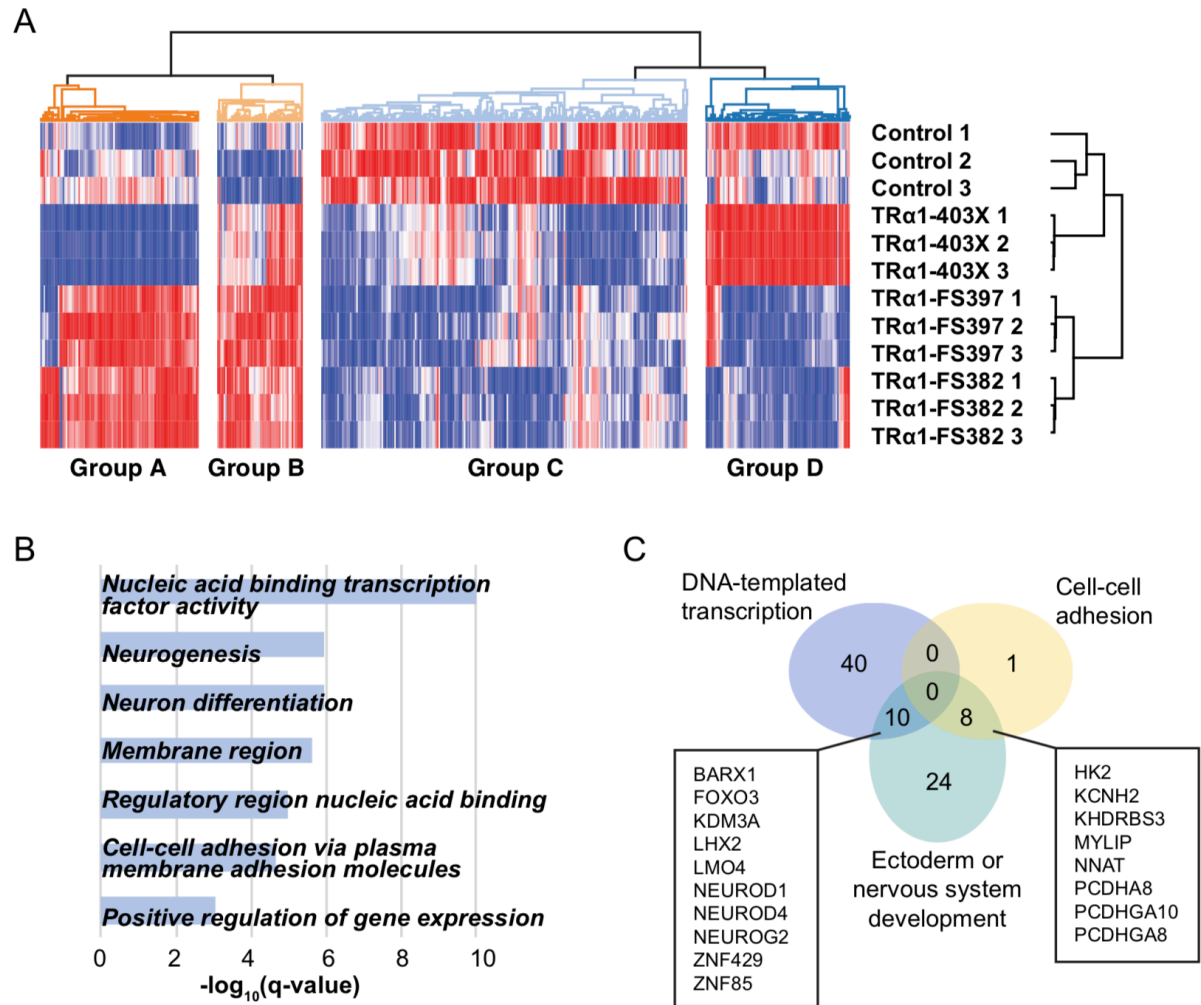 A
Control 1
Control 2
Control 3
TRα1-403X 1
TRα1-403X 2
TRα1-403X 3
TRα1-FS397 1
TRα1-FS397 2
TRα1-FS397 3
TRα1-FS382 1
TRα1-FS382 2
TRα1-FS382 3
Group A
Group B
Group C
Group D
B
Nucleic acid binding transcription
factor activity
Neurogenesis
Neuron differentiation
Membrane region
Regulatory region nucleic acid binding
Cell-cell adhesion via plasma
membrane adhesion molecules
Positive regulation of gene expression
0 2 4 6 8 10
-log10(q-value)
C
DNA-templated
transcription
Cell-cell
adhesion
40
0
1
0
10
8
24
Ectoderm or
nervous system
development
BARX1
FOXO3
KDM3A
LHX2
LMO4
NEUROD1
NEUROD4
NEUROG2
ZNF429
ZNF85
HK2
KCNH2
KHDRBS3
MYLIP
NNAT
PCDHA8
PCDHGA10
PCDHGA8